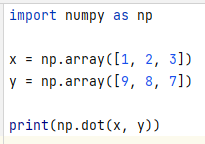 import numpy as np
x = np.array([1, 2, 3])
y = np.array([9, 8, 7])
print(np.dot(x, y))